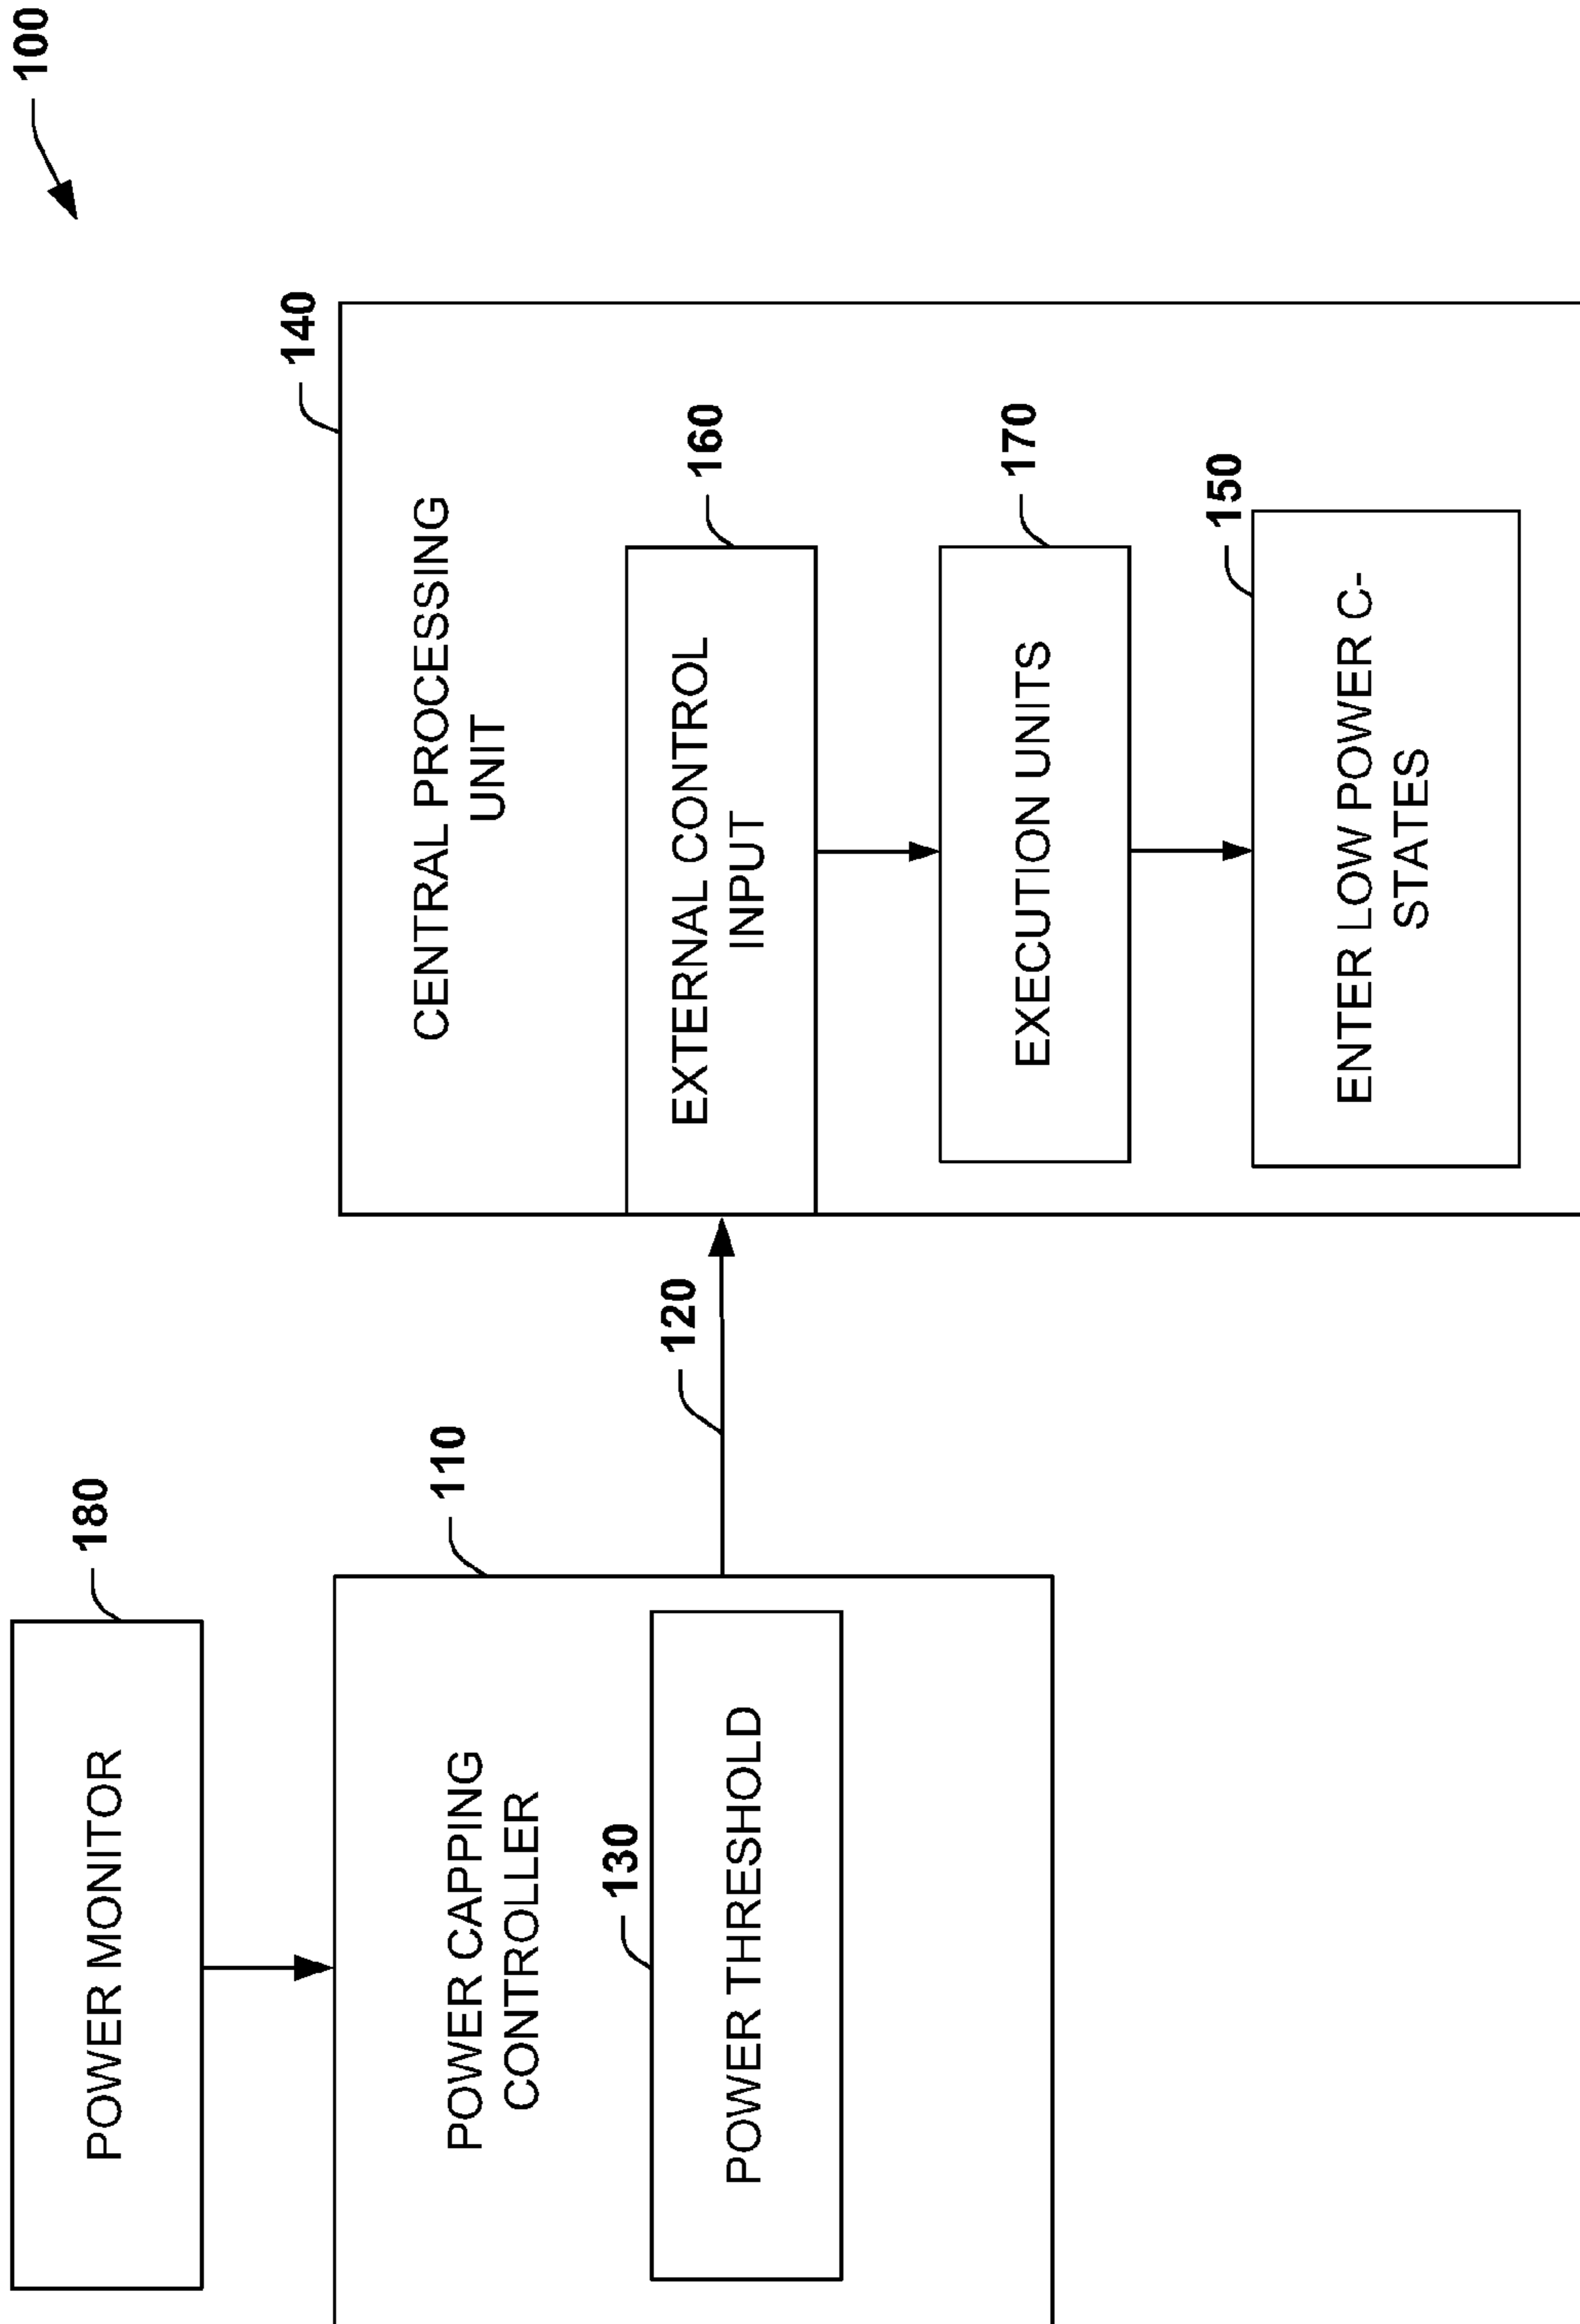 100
180
POWER MONITOR
110
POWER CAPPING
CONTROLLER
130
POWER THRESHOLD
120
140
CENTRAL PROCESSING
UNIT
160
EXTERNAL CONTROL
INPUT
170
EXECUTION UNITS
150
ENTER LOW POWER C-
STATES